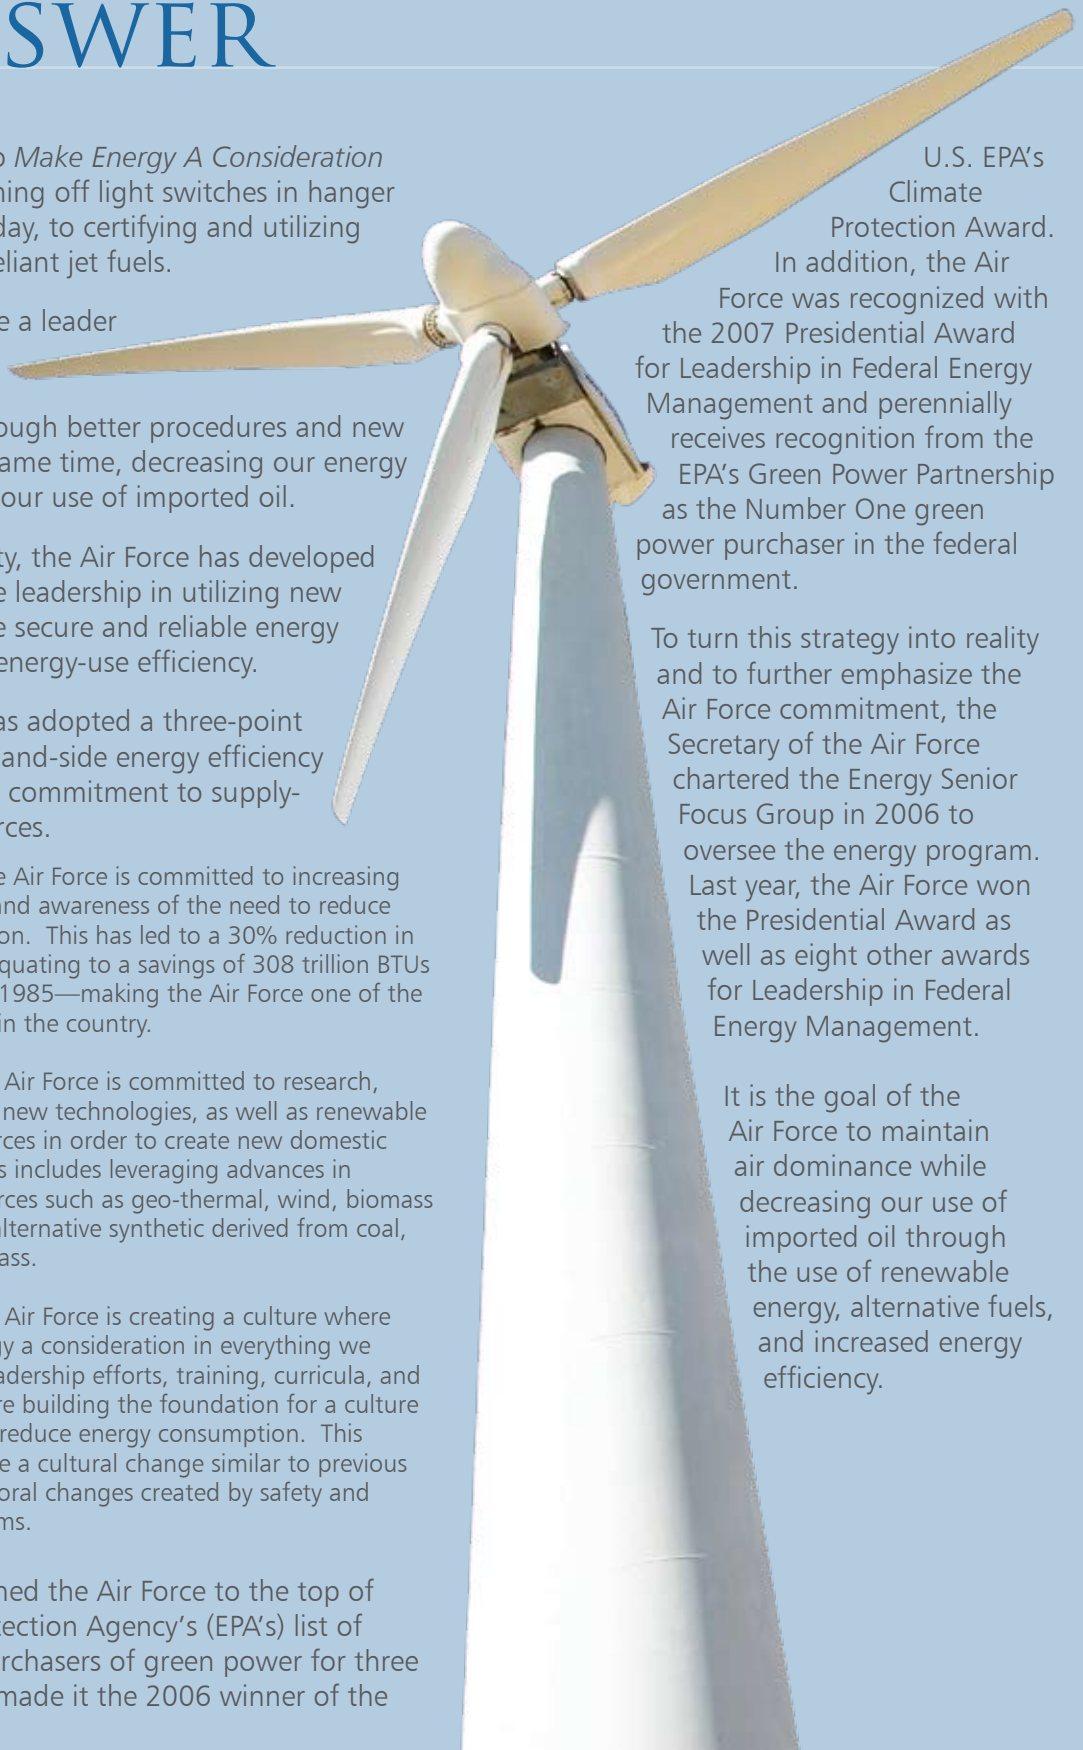 SWER
o Make Energy A Consideration
ning off light switches in hanger
day, to certifying and utilizing
eliant jet fuels.
e a leader
ough better procedures and new
ame time, decreasing our energy
our use of imported oil.
ty, the Air Force has developed
e leadership in utilizing new
e secure and reliable energy
energy-use efficiency.
as adopted a three-point
and-side energy efficiency
commitment to supply-
rces.
e Air Force is committed to increasing
and awareness of the need to reduce
on. This has led to a 30% reduction in
quating to a savings of 308 trillion BTUs
1985—making the Air Force one of the
in the country.
Air Force is committed to research,
new technologies, as well as renewable
rces in order to create new domestic
s includes leveraging advances in
rces such as geo-thermal, wind, biomass
alternative synthetic derived from coal,
ass.
Air Force is creating a culture where
gy a consideration in everything we
adership efforts, training, curricula, and
re building the foundation for a culture
reduce energy consumption. This
e a cultural change similar to previous
oral changes created by safety and
ms.
hed the Air Force to the top of
tection Agency's (EPA's) list of
rchasers of green power for three
made it the 2006 winner of the
U.S. EPA's
Climate
Protection Award.
In addition, the Air
Force was recognized with
the 2007 Presidential Award
for Leadership in Federal Energy
Management and perennially
receives recognition from the
EPA's Green Power Partnership
as the Number One green
power purchaser in the federal
government.
To turn this strategy into reality
and to further emphasize the
Air Force commitment, the
Secretary of the Air Force
chartered the Energy Senior
Focus Group in 2006 to
oversee the energy program.
Last year, the Air Force won
the Presidential Award as
well as eight other awards
for Leadership in Federal
Energy Management.
It is the goal of the
Air Force to maintain
air dominance while
decreasing our use of
imported oil through
the use of renewable
energy, alternative fuels,
and increased energy
efficiency.